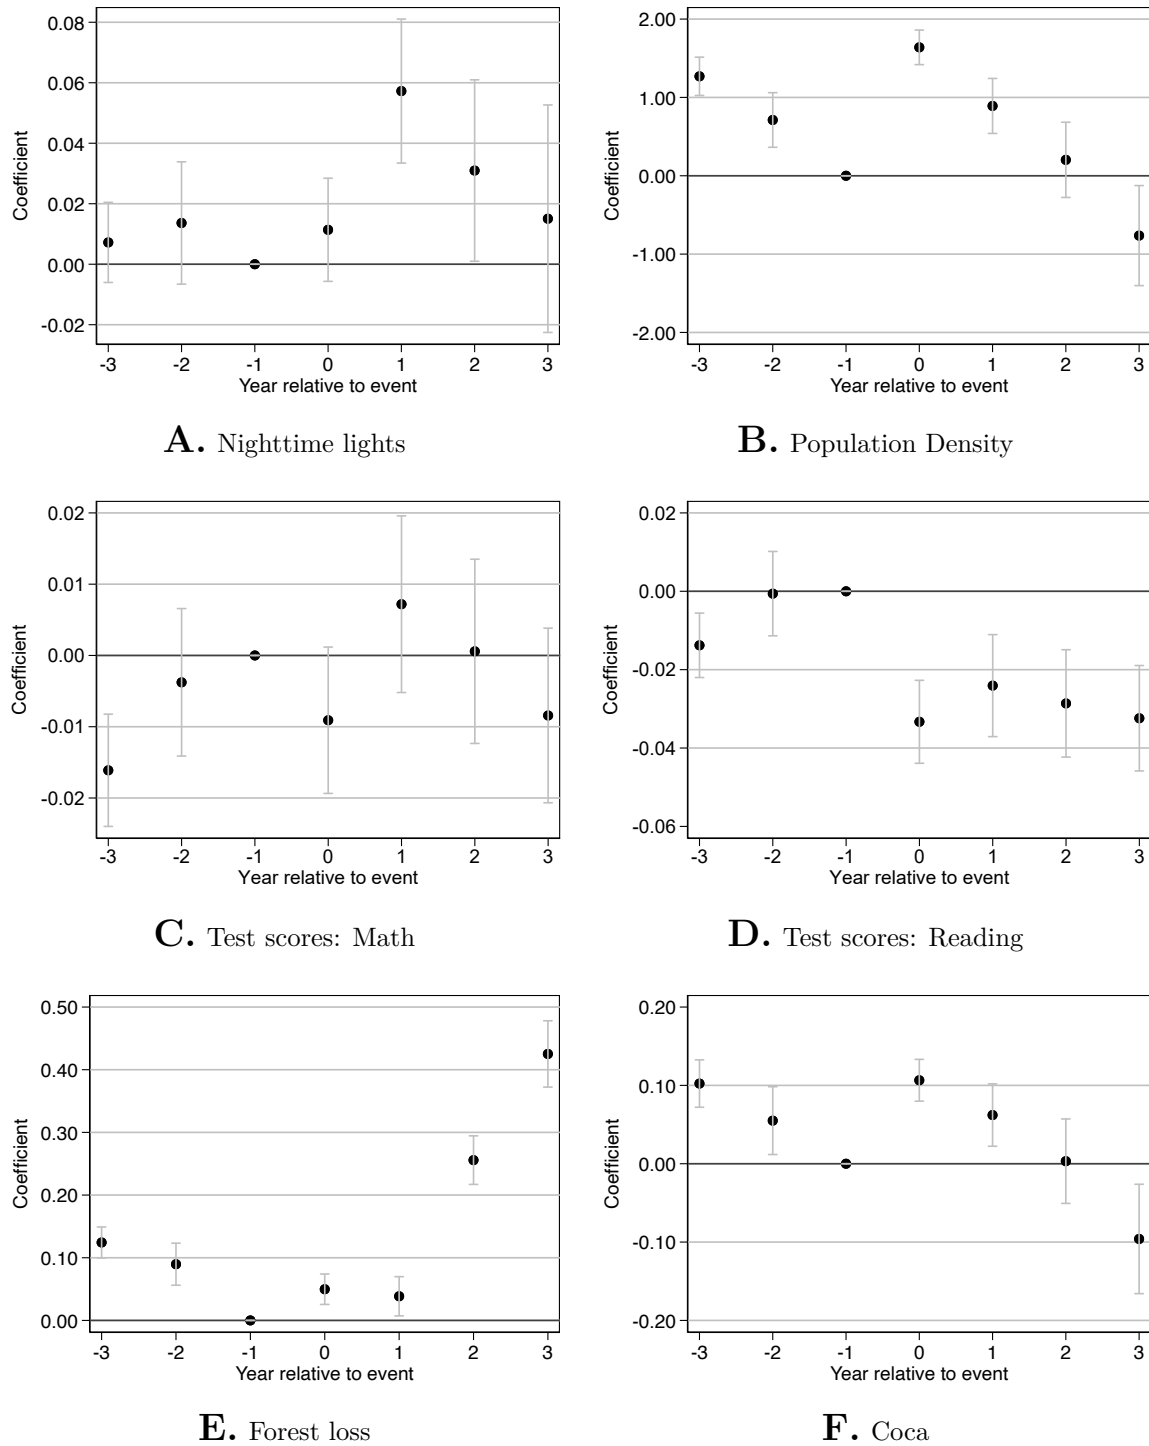 0.08
0.06
0.04
0.02
0.00
-0.02
Coefficient
-3 -2 -1 0 1 2 3
Year relative to event
A. Nighttime lights
2.00
1.00
0.00
-1.00
-2.00
Coefficient
-3 -2 -1 0 1 2 3
Year relative to event
B. Population Density
0.02
0.01
0.00
-0.01
-0.02
Coefficient
-3 -2 -1 0 1 2 3
Year relative to event
C. Test scores: Math
0.02
0.00
-0.02
-0.04
-0.06
Coefficient
-3 -2 -1 0 1 2 3
Year relative to event
D. Test scores: Reading
0.50
0.40
0.30
0.20
0.10
0.00
Coefficient
-3 -2 -1 0 1 2 3
Year relative to event
E. Forest loss
0.20
0.10
0.00
-0.10
-0.20
Coefficient
-3 -2 -1 0 1 2 3
Year relative to event
F. Coca